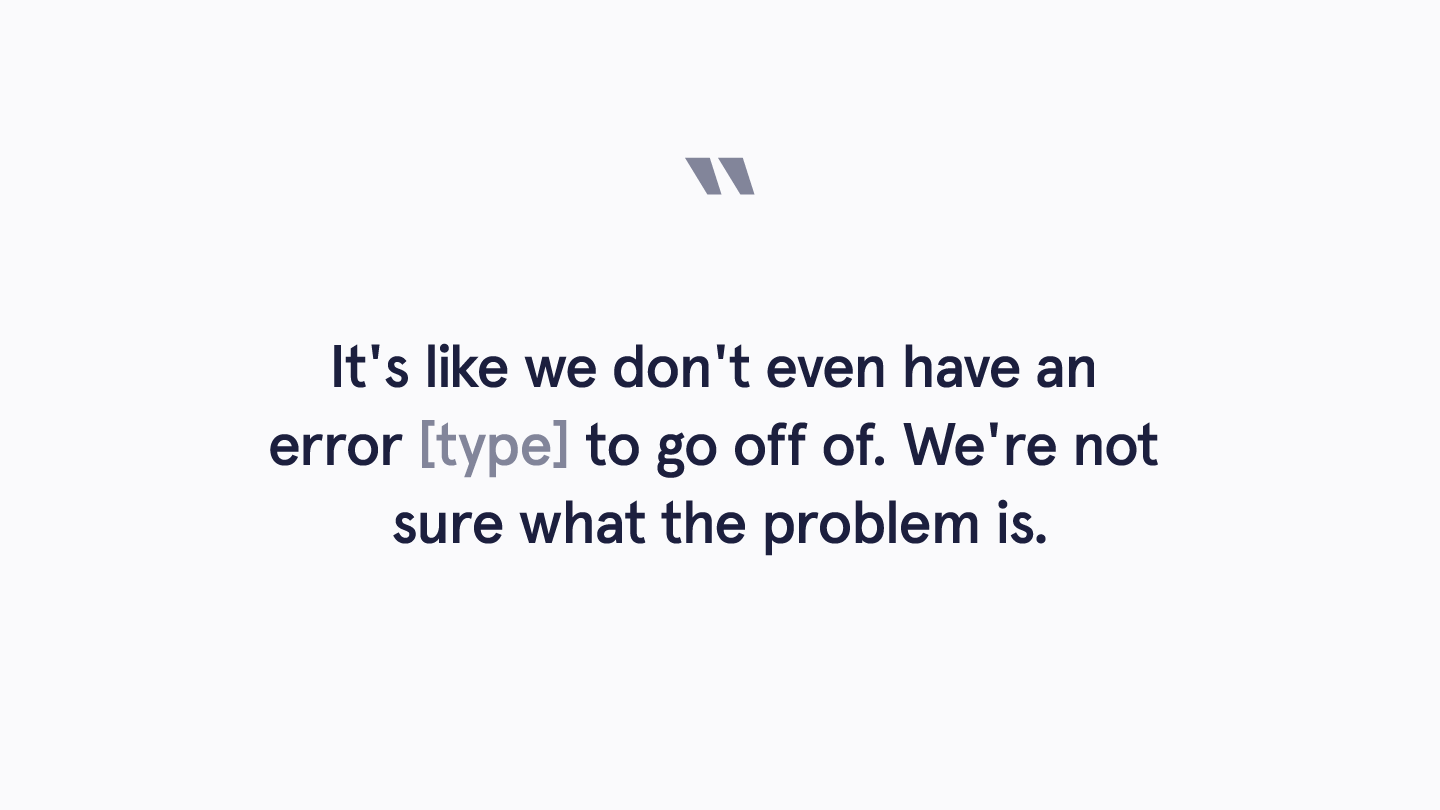 "
It's like we don't even have an
error [type] to go off of. We're not
sure what the problem is.